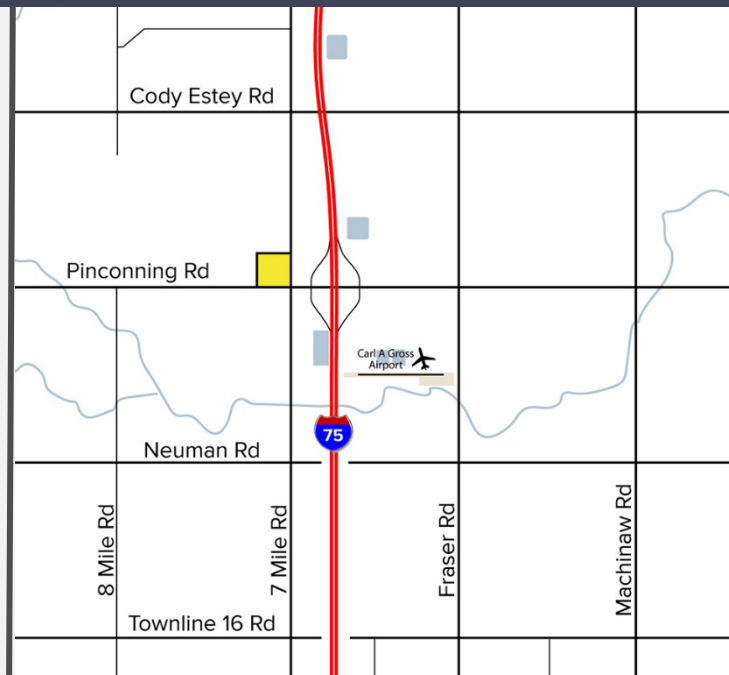 Cody Estey Rd
Pinconning Rd
Carl A Gross
Airport
75
Neuman Rd
8 Mile Rd
7 Mile Rd
Fraser Rd
Machinaw Rd
Townline 16 Rd